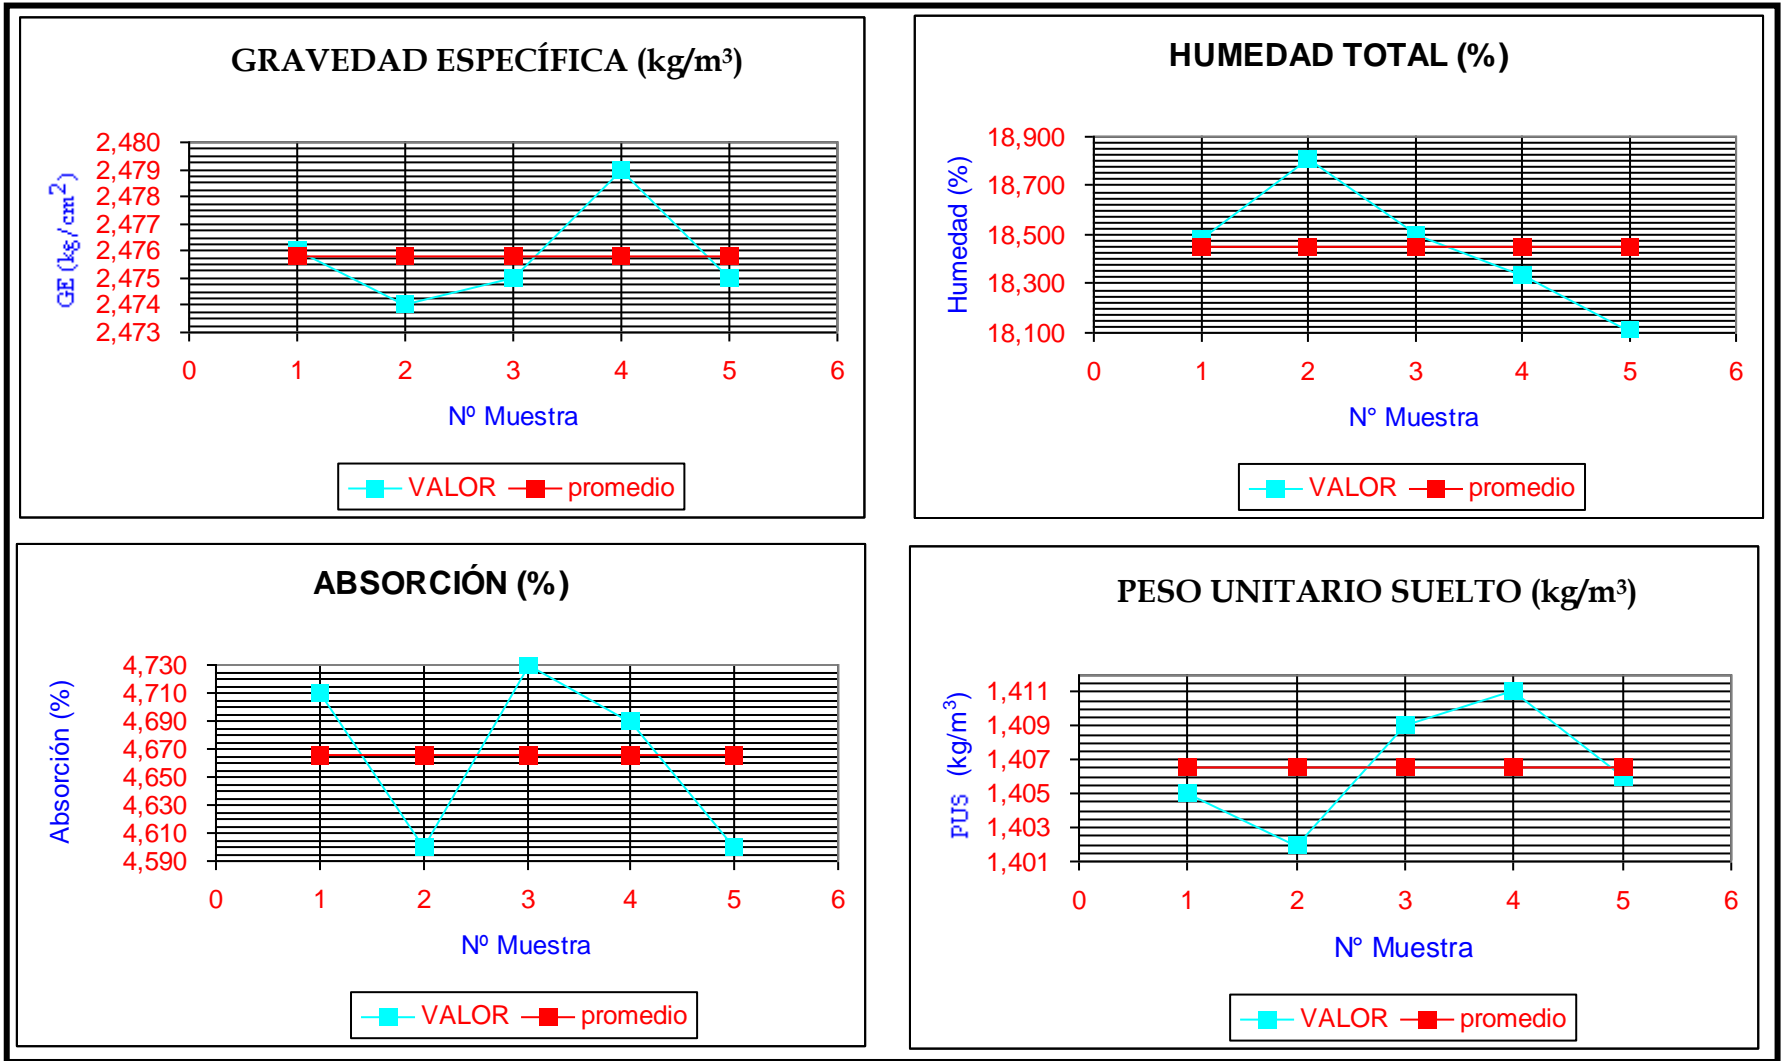 GRAVEDAD ESPECÍFICA (kg/m³)
2,480
2,479
2,478
2,477
2,476
2,475
2,474
2,473
GE (kg/cm²)
0 1 2 3 4 5 6
Nº Muestra
VALOR promedio
HUMEDAD TOTAL (%)
18,900
18,700
18,500
18,300
18,100
Humedad (%)
0 1 2 3 4 5 6
N° Muestra
VALOR promedio
ABSORCIÓN (%)
4,730
4,710
4,690
4,670
4,650
4,630
4,610
4,590
Absorción (%)
0 1 2 3 4 5 6
Nº Muestra
VALOR promedio
PESO UNITARIO SUELTO (kg/m³)
1,411
1,409
1,407
1,405
1,403
1,401
PUS (kg/m³)
0 1 2 3 4 5 6
N° Muestra
VALOR promedio